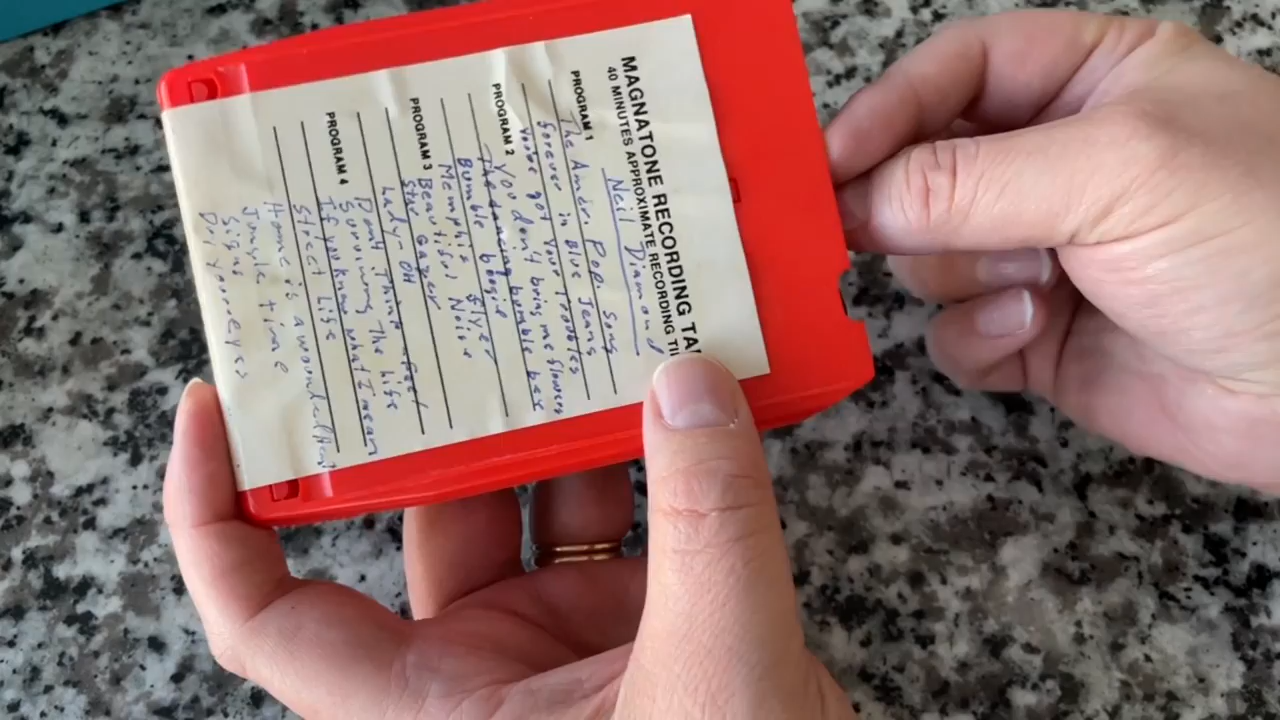 MAGNATONE RECORDING TA
40 MINUTES APPROXIMATE RECORDING TI
Neil Diamond
PROGRAM 1
The Amer. Pop. Song
forever in Blue Jeans
You've got your troubles
PROGRAM 2
You don't bring me flowers
The dancing bumble bee
Bumble boogie
Memphis flyer
PROGRAM 3
Beautiful Noise
Star Gazer
Lady-OH
Don't Think feel
PROGRAM 4
Surviving The Life
If you know what I mean
Street Life
Home is a wounded heart
Jungle time
Signs
Dry your eyes